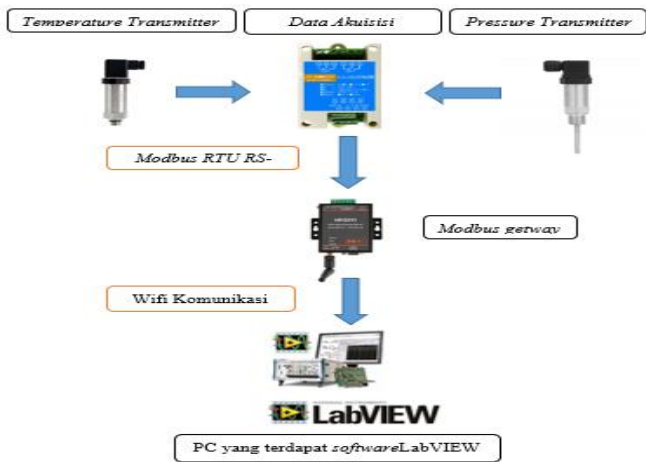 Temperature Transmitter
Data Akuisisi
Pressure Transmitter
Modbus RTU RS-
Modbus getway
Wifi Komunikasi
LabVIEW
PC yang terdapat softwareLabVIEW